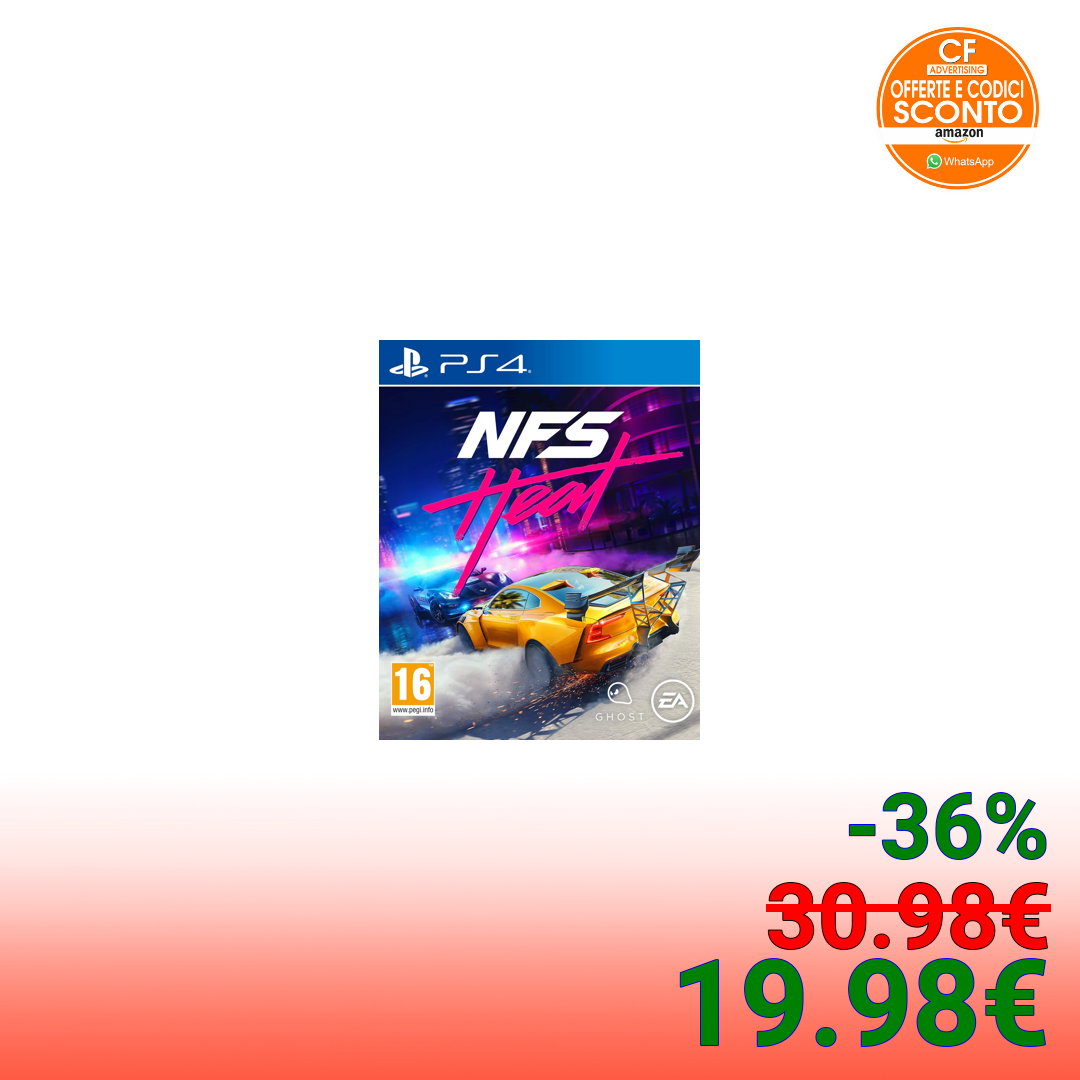 CF
ADVERTISING
OFFERTE E CODICI
SCONTO
amazon
WhatsApp
PS4
NFS
Heat
16
www.pegi.info
GHOST
EA
-36%
30.98€
19.98€